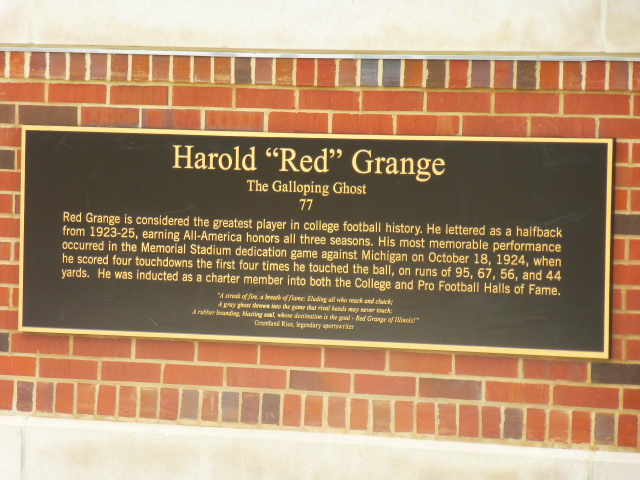 Harold “Red” Grange
The Galloping Ghost
77
Red Grange is considered the greatest player in college football history. He lettered as a halfback
from 1923-25, earning All-America honors all three seasons. His most memorable performance
occurred in the Memorial Stadium dedication game against Michigan on October 18, 1924, when
he scored four touchdowns the first four times he touched the ball, on runs of 95, 67, 56, and 44
yards. He was inducted as a charter member into both the College and Pro Football Halls of Fame.
"A streak of fire, a breath of flame; Eluding all who reach and clutch;
A gray ghost thrown into the game that rival hands may never touch;
A rubber bounding, blasting soul, whose destination is the goal - Red Grange of Illinois!"
Grantland Rice, legendary sportswriter